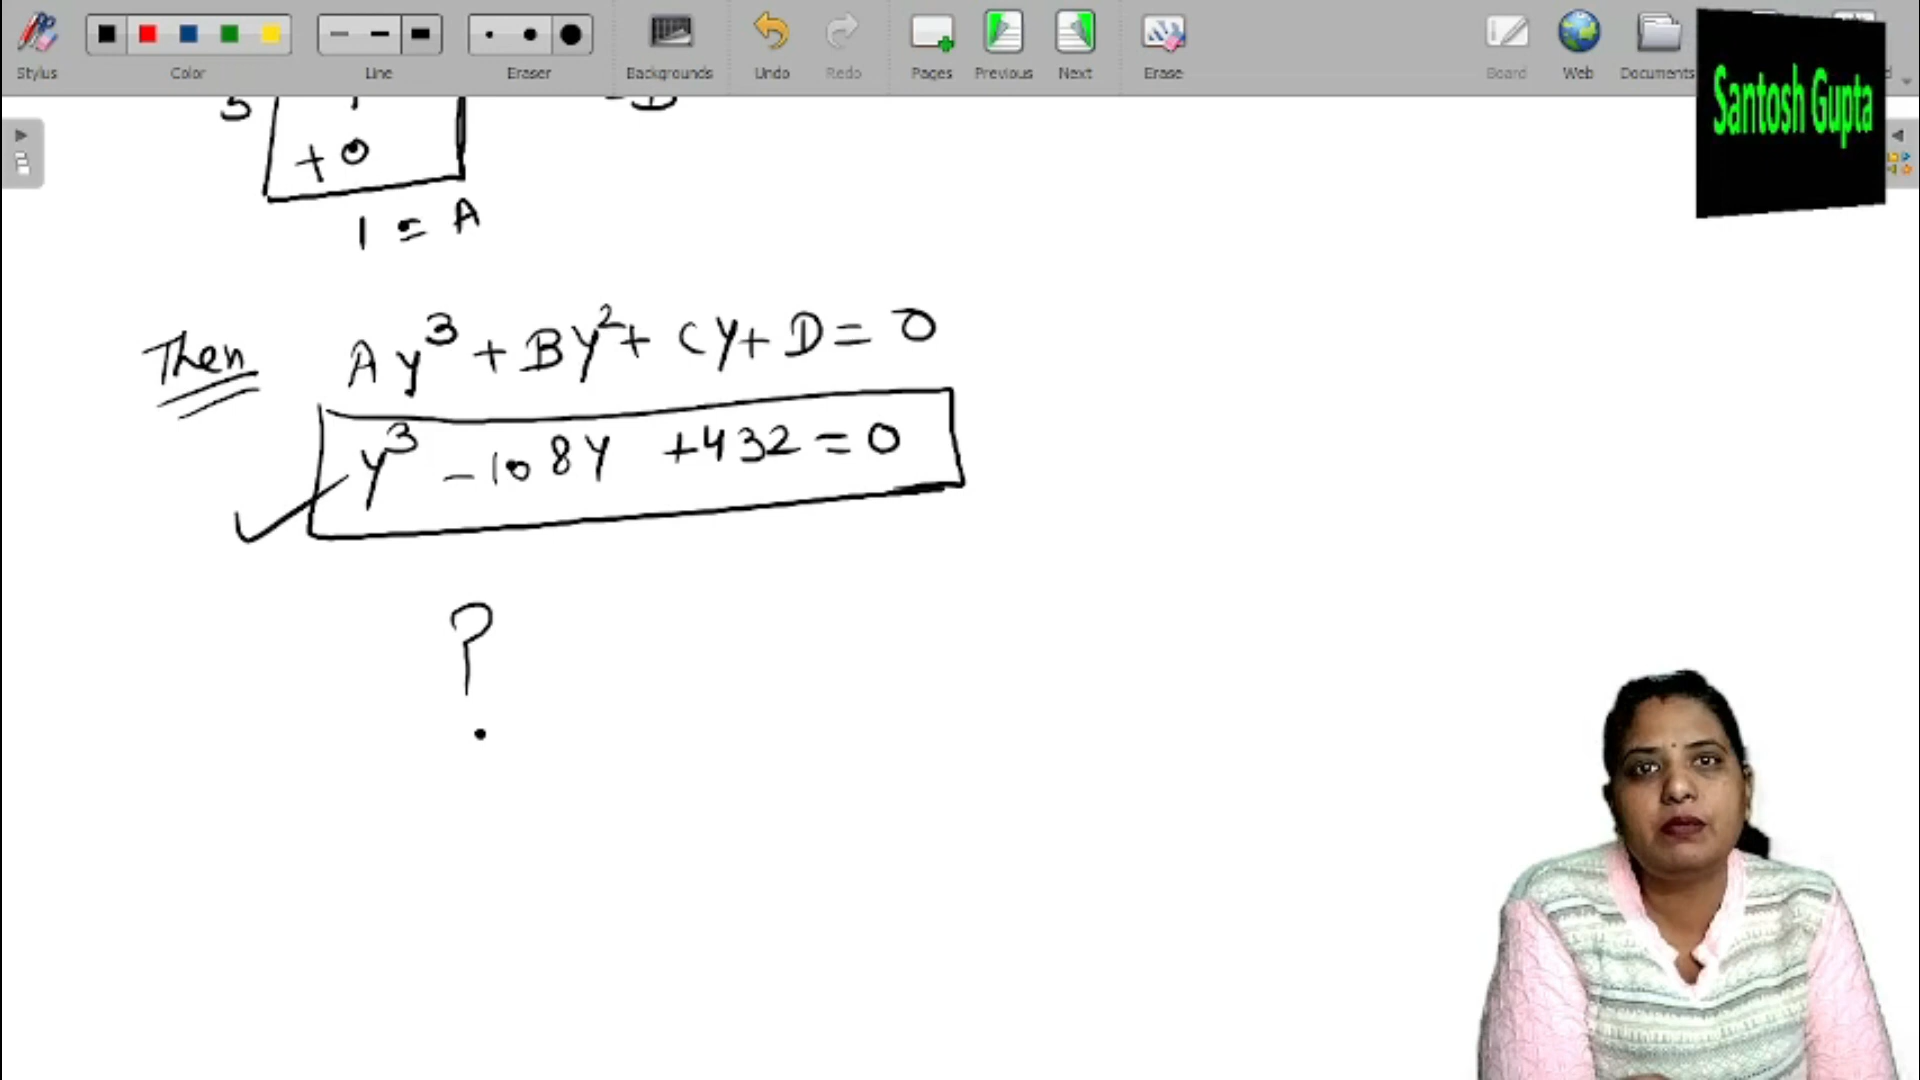 Stylus Color Line Eraser Backgrounds Undo Redo Pages Previous Next Erase Board Web Documents
Santosh Gupta
+ 0
1 = A
Then Ay³ + By² + Cy + D = 0
y³ - 108y + 432 = 0
?